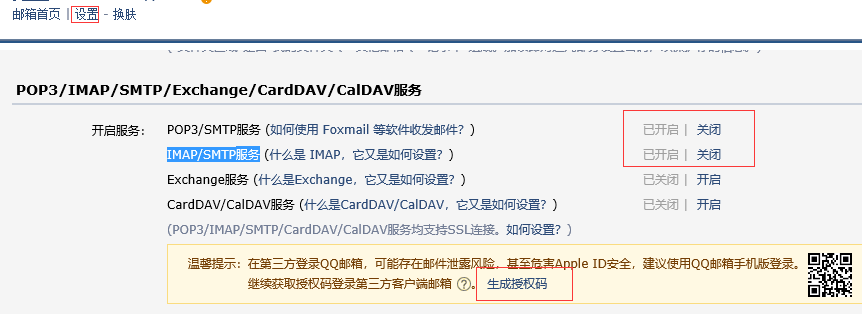 邮箱首页 | 设置 - 换肤
POP3/IMAP/SMTP/Exchange/CardDAV/CalDAV服务
开启服务： POP3/SMTP服务 (如何使用 Foxmail 等软件收发邮件？) 已开启 | 关闭
IMAP/SMTP服务 (什么是 IMAP，它又是如何设置？) 已开启 | 关闭
Exchange服务 (什么是Exchange，它又是如何设置？) 已关闭 | 开启
CardDAV/CalDAV服务 (什么是CardDAV/CalDAV，它又是如何设置？) 已关闭 | 开启
(POP3/IMAP/SMTP/CardDAV/CalDAV服务均支持SSL连接。如何设置？)
温馨提示：在第三方登录QQ邮箱，可能存在邮件泄露风险，甚至危害Apple ID安全，建议使用QQ邮箱手机版登录。
继续获取授权码登录第三方客户端邮箱 ? 。 生成授权码